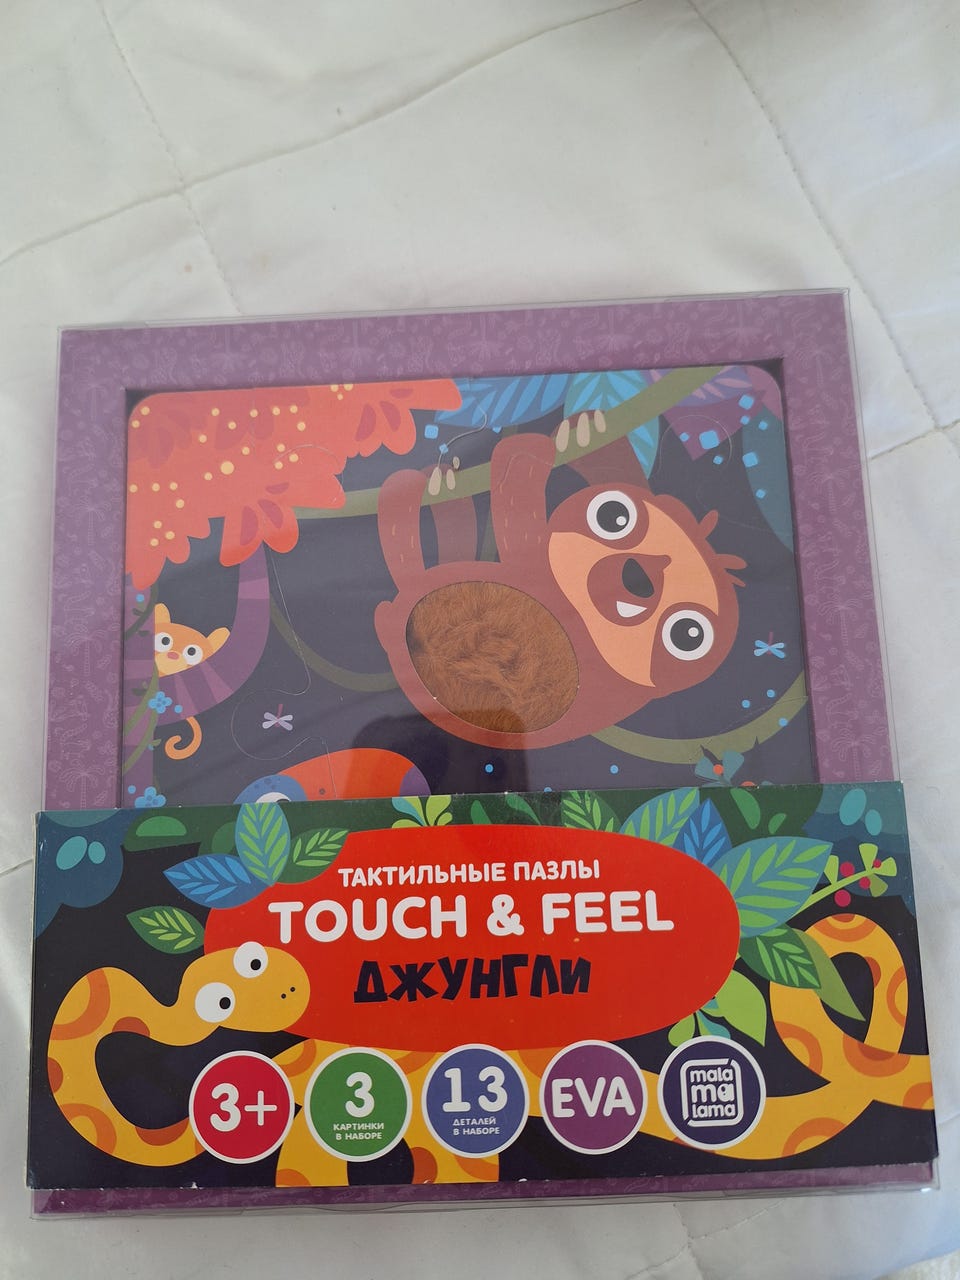 ТАКТИЛЬНЫЕ ПАЗЛЫ
TOUCH & FEEL
ДЖУНГЛИ
3+
3
КАРТИНКИ
В НАБОРЕ
13
ДЕТАЛЕЙ
В НАБОРЕ
EVA
mala
ma
lama